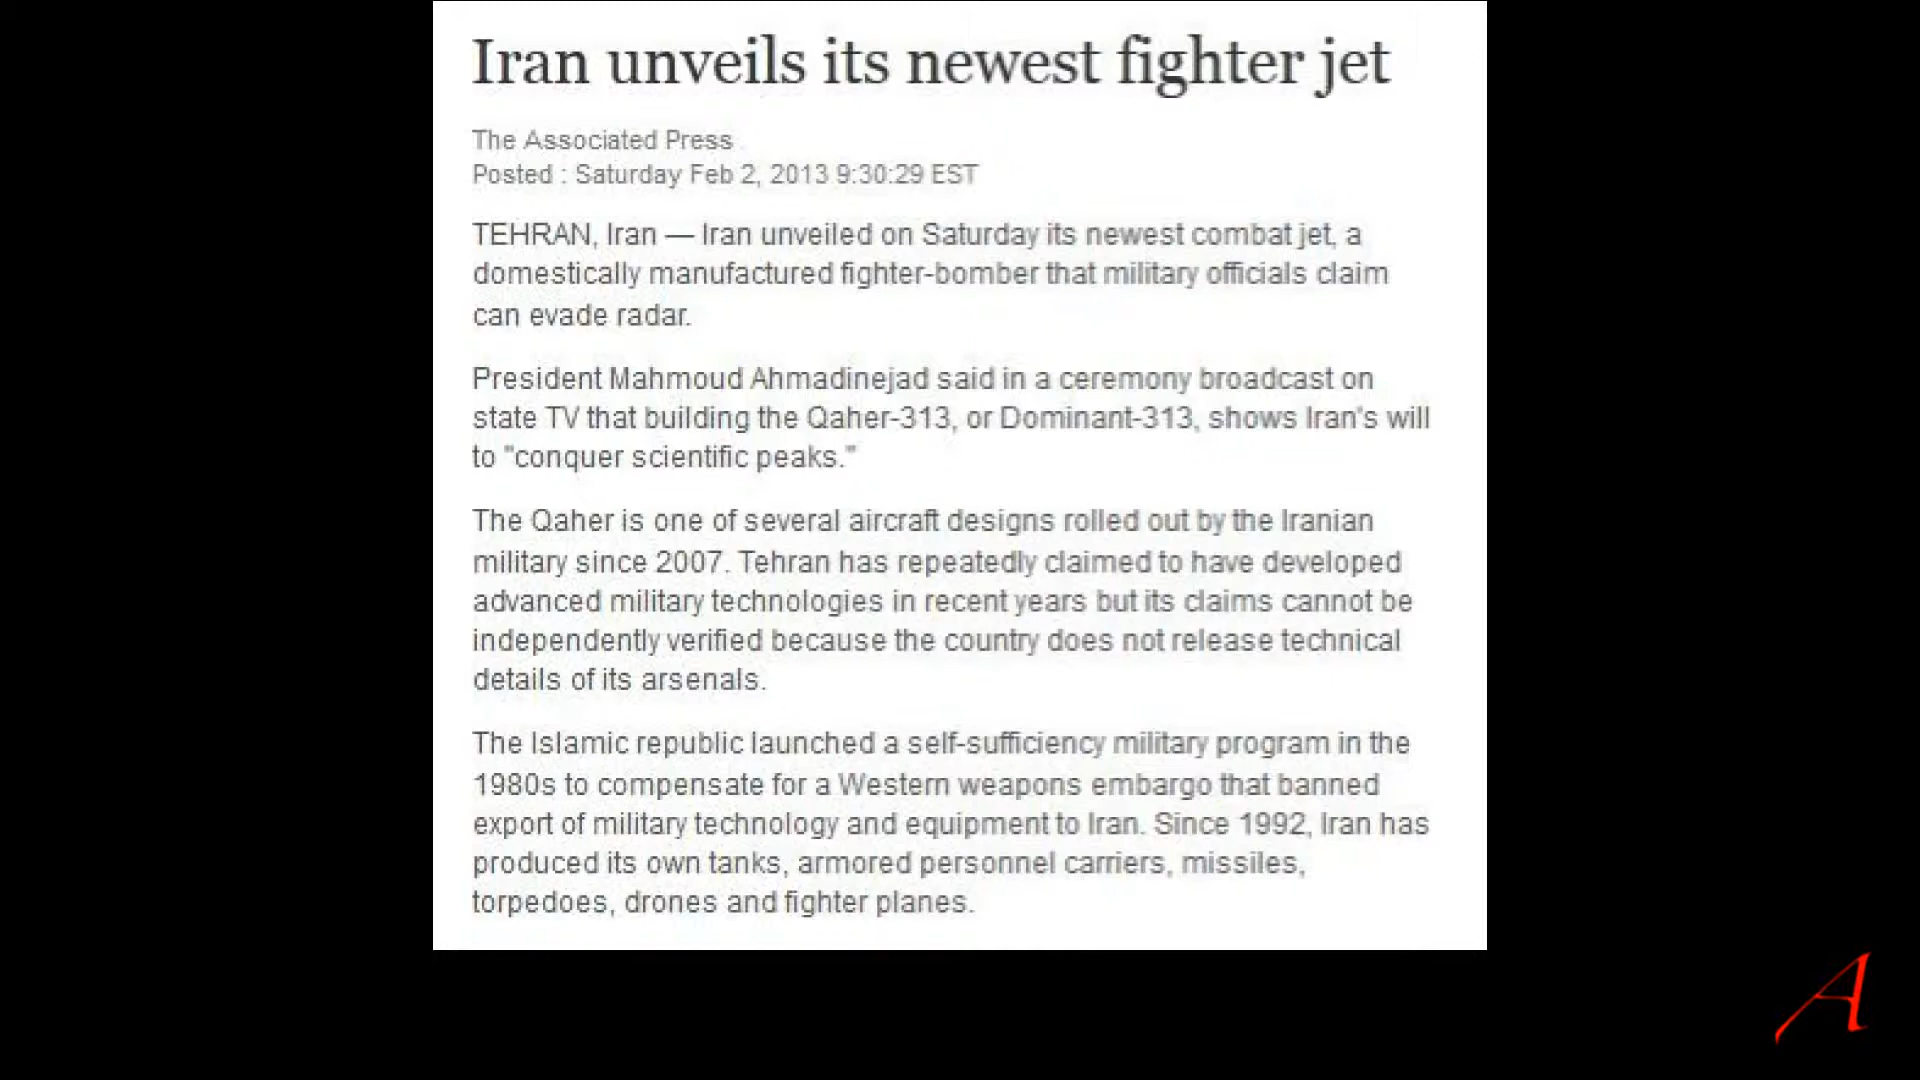 Iran unveils its newest fighter jet
The Associated Press
Posted : Saturday Feb 2, 2013 9:30:29 EST
TEHRAN, Iran — Iran unveiled on Saturday its newest combat jet, a
domestically manufactured fighter-bomber that military officials claim
can evade radar.
President Mahmoud Ahmadinejad said in a ceremony broadcast on
state TV that building the Qaher-313, or Dominant-313, shows Iran's will
to "conquer scientific peaks."
The Qaher is one of several aircraft designs rolled out by the Iranian
military since 2007. Tehran has repeatedly claimed to have developed
advanced military technologies in recent years but its claims cannot be
independently verified because the country does not release technical
details of its arsenals.
The Islamic republic launched a self-sufficiency military program in the
1980s to compensate for a Western weapons embargo that banned
export of military technology and equipment to Iran. Since 1992, Iran has
produced its own tanks, armored personnel carriers, missiles,
torpedoes, drones and fighter planes.
A